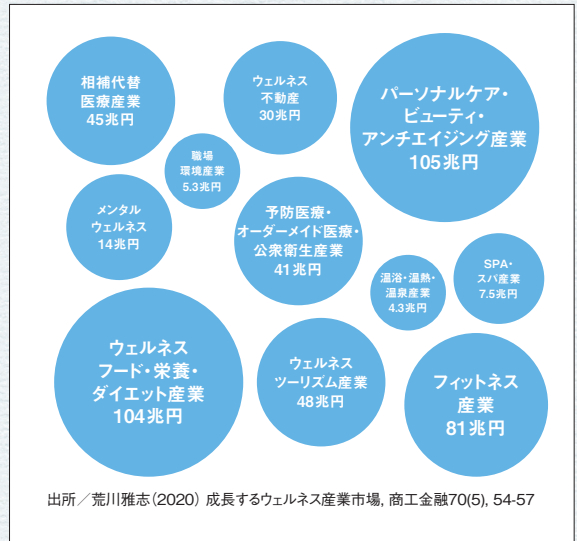 相補代替
医療産業
45兆円
ウェルネス
不動産
30兆円
パーソナルケア・
ビューティ・
アンチエイジング産業
105兆円
職場
環境産業
5.3兆円
メンタル
ウェルネス
14兆円
予防医療・
オーダーメイド医療・
公衆衛生産業
41兆円
温浴・温熱・
温泉産業
4.3兆円
SPA・
スパ産業
7.5兆円
ウェルネス
フード・栄養・
ダイエット産業
104兆円
ウェルネス
ツーリズム産業
48兆円
フィットネス
産業
81兆円
出所／荒川雅志(2020) 成長するウェルネス産業市場, 商工金融70(5), 54-57